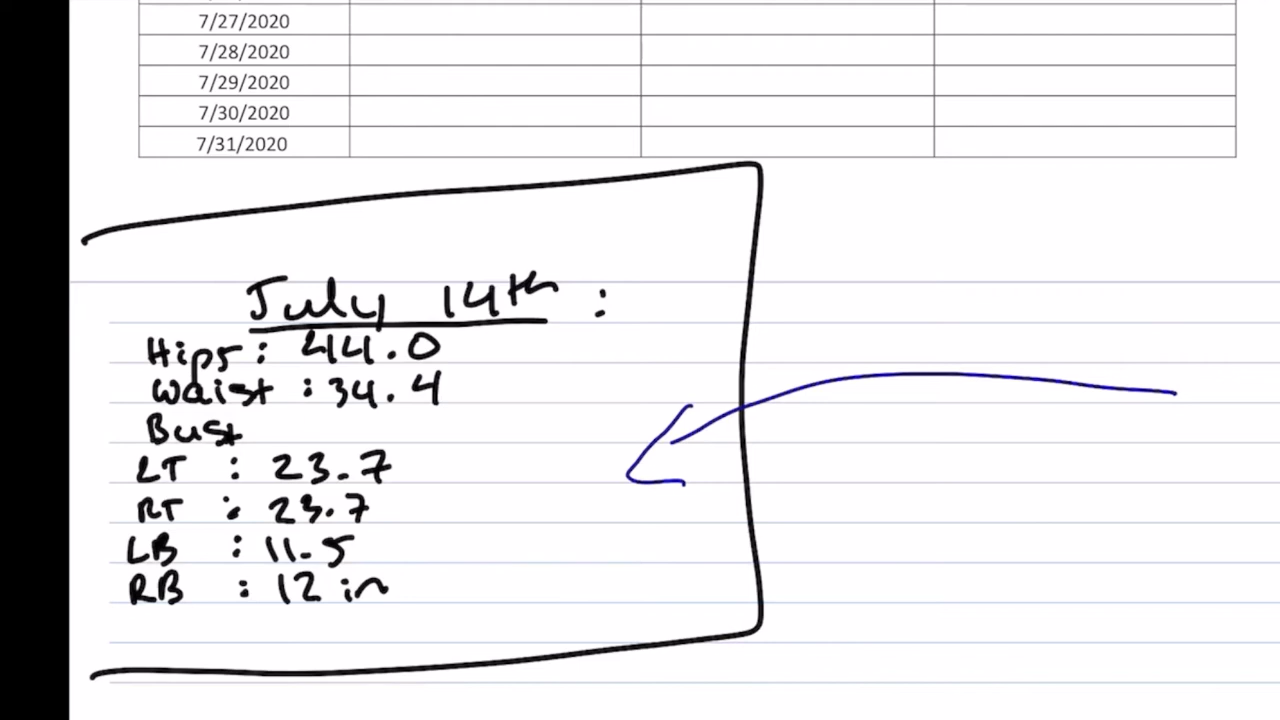 7/27/2020
7/28/2020
7/29/2020
7/30/2020
7/31/2020
July 14th :
Hips : 44.0
Waist : 34.4
Bust
LT : 23.7
RT : 23.7
LB : 11.5
RB : 12 in